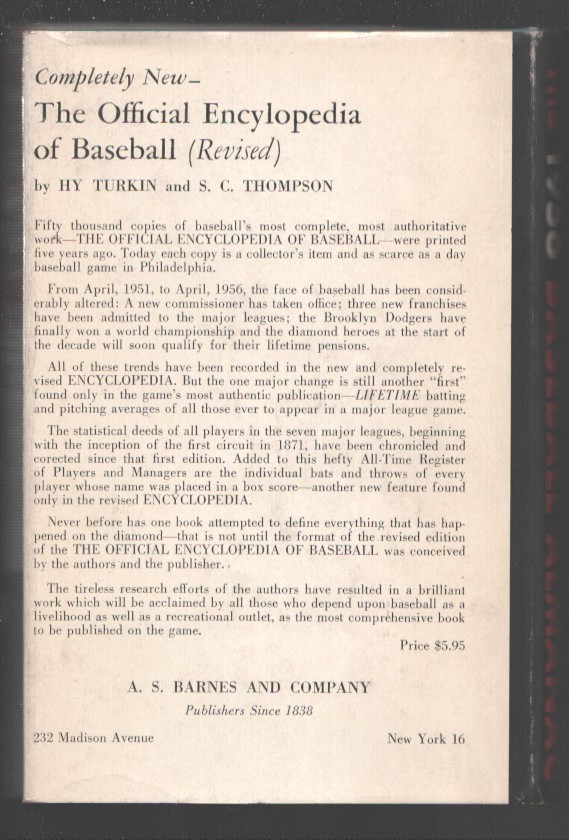 Completely New—
The Official Encylopedia
of Baseball (Revised)
by HY TURKIN and S. C. THOMPSON
Fifty thousand copies of baseball's most complete, most authoritative
work—THE OFFICIAL ENCYCLOPEDIA OF BASEBALL—were printed
five years ago. Today each copy is a collector's item and as scarce as a day
baseball game in Philadelphia.
From April, 1951, to April, 1956, the face of baseball has been consid-
erably altered: A new commissioner has taken office; three new franchises
have been admitted to the major leagues; the Brooklyn Dodgers have
finally won a world championship and the diamond heroes at the start of
the decade will soon qualify for their lifetime pensions.
All of these trends have been recorded in the new and completely re-
vised ENCYCLOPEDIA. But the one major change is still another "first"
found only in the game's most authentic publication—LIFETIME batting
and pitching averages of all those ever to appear in a major league game.
The statistical deeds of all players in the seven major leagues, beginning
with the inception of the first circuit in 1871, have been chronicled and
corected since that first edition. Added to this hefty All-Time Register
of Players and Managers are the individual bats and throws of every
player whose name was placed in a box score—another new feature found
only in the revised ENCYCLOPEDIA.
Never before has one book attempted to define everything that has hap-
pened on the diamond—that is not until the format of the revised edition
of the THE OFFICIAL ENCYCLOPEDIA OF BASEBALL was conceived
by the authors and the publisher.
The tireless research efforts of the authors have resulted in a brilliant
work which will be acclaimed by all those who depend upon baseball as a
livelihood as well as a recreational outlet, as the most comprehensive book
to be published on the game.
Price $5.95
A. S. BARNES AND COMPANY
Publishers Since 1838
232 Madison Avenue
New York 16